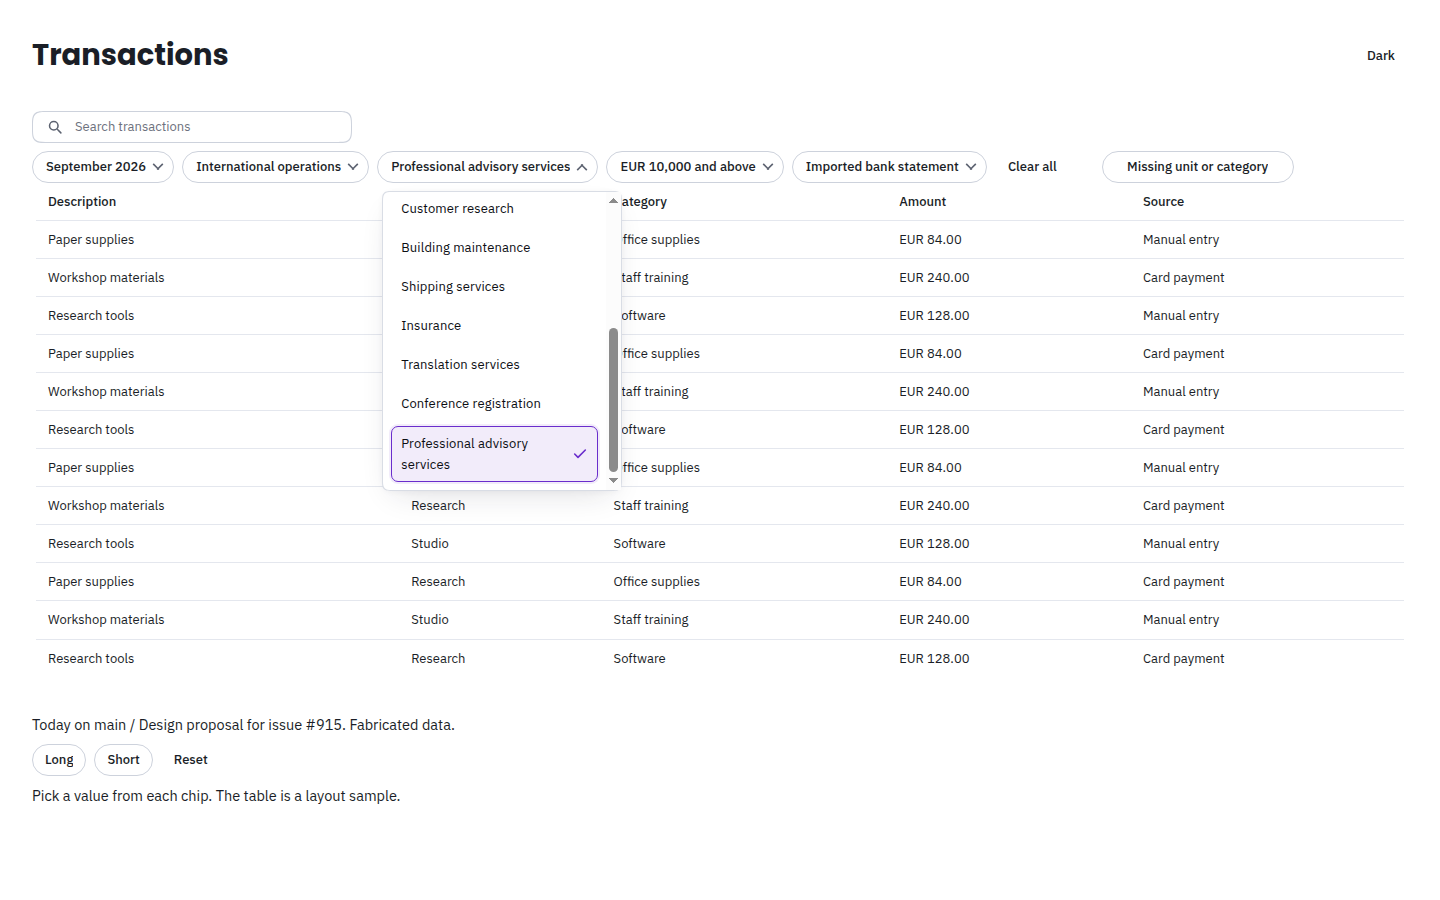 Transactions
Dark
Search transactions
September 2026
International operations
Professional advisory services
EUR 10,000 and above
Imported bank statement
Clear all
Missing unit or category
Description
ategory
Amount
Source
Customer research
Building maintenance
Shipping services
Insurance
Translation services
Conference registration
Professional advisory
services
Paper supplies
ffice supplies
EUR 84.00
Manual entry
Workshop materials
taff training
EUR 240.00
Card payment
Research tools
oftware
EUR 128.00
Manual entry
Paper supplies
ffice supplies
EUR 84.00
Card payment
Workshop materials
taff training
EUR 240.00
Manual entry
Research tools
oftware
EUR 128.00
Card payment
Paper supplies
ffice supplies
EUR 84.00
Manual entry
Workshop materials
Research
Staff training
EUR 240.00
Card payment
Research tools
Studio
Software
EUR 128.00
Manual entry
Paper supplies
Research
Office supplies
EUR 84.00
Card payment
Workshop materials
Studio
Staff training
EUR 240.00
Manual entry
Research tools
Research
Software
EUR 128.00
Card payment
Today on main / Design proposal for issue #915. Fabricated data.
Long
Short
Reset
Pick a value from each chip. The table is a layout sample.